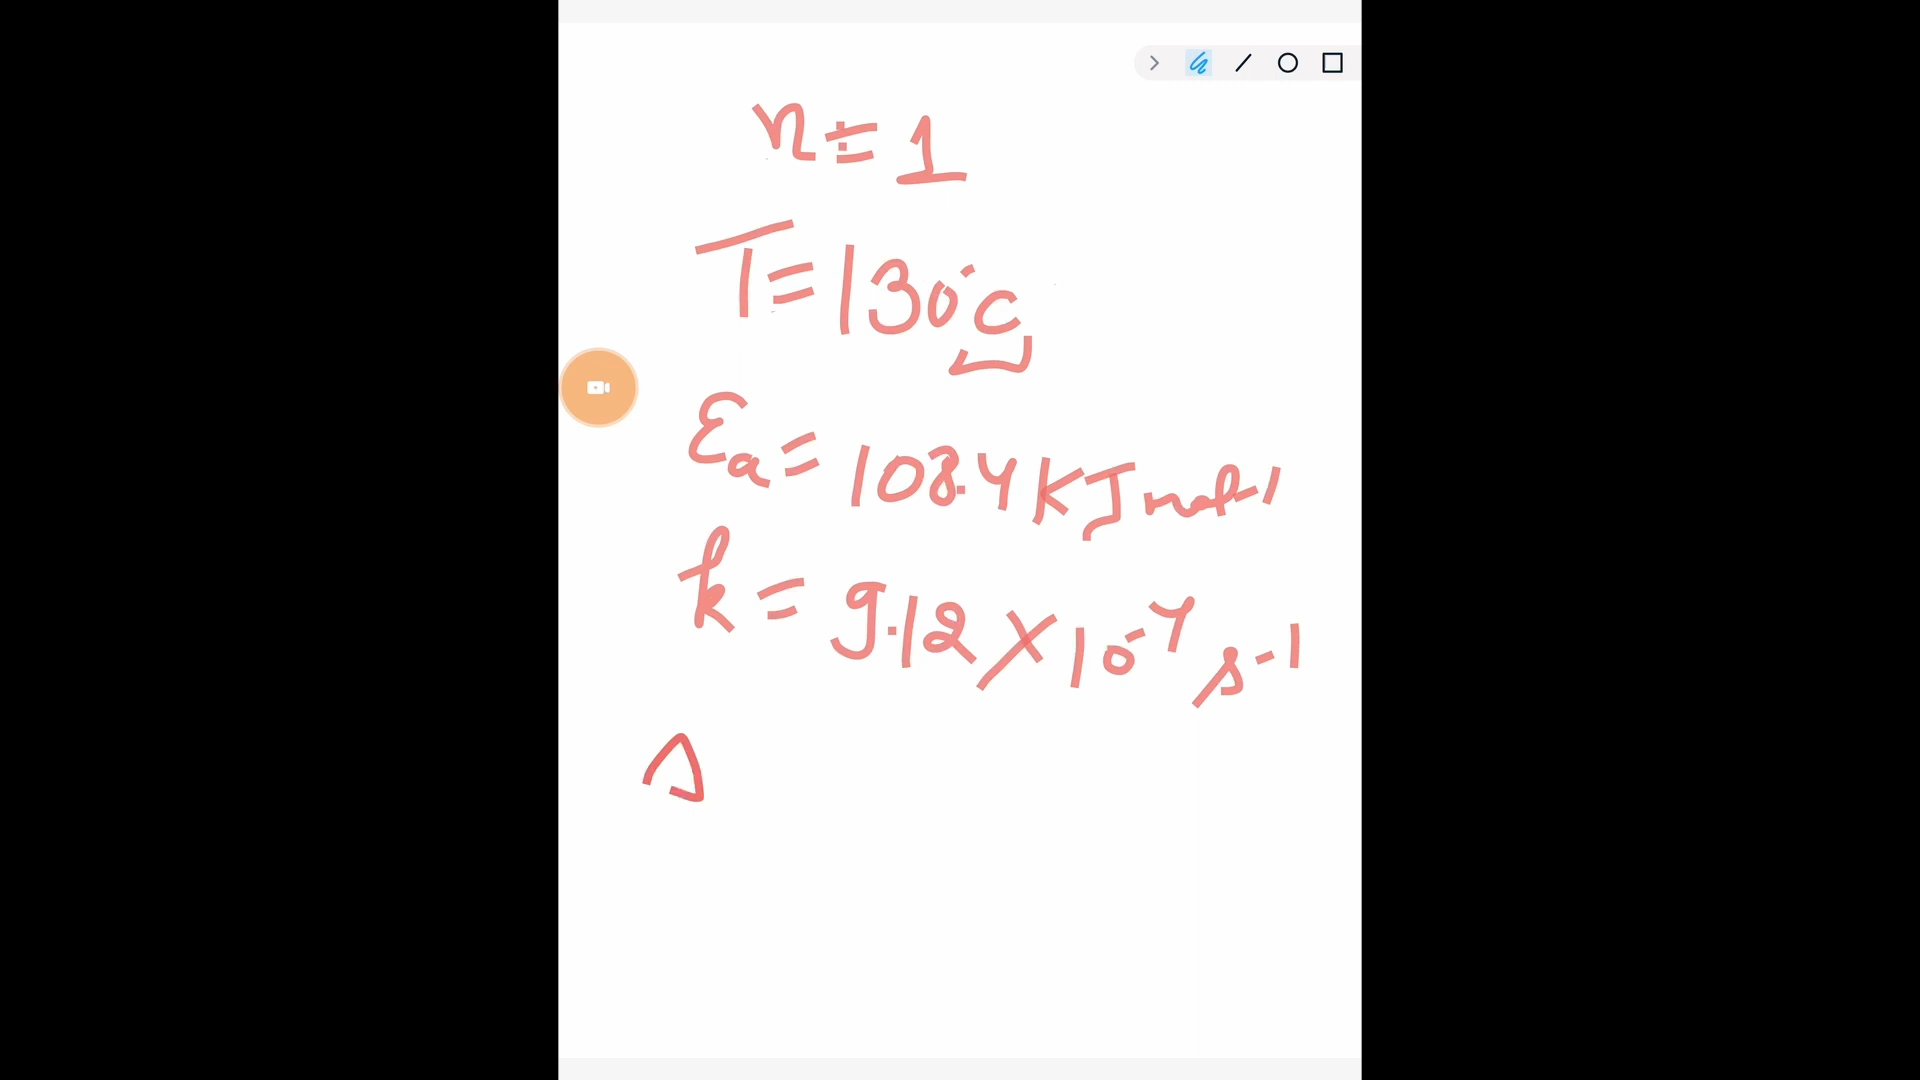 n = 1
T = 130°C
Ea = 108.4 KJ mol-1
k = 9.12 × 10⁻⁴ s-1
Δ